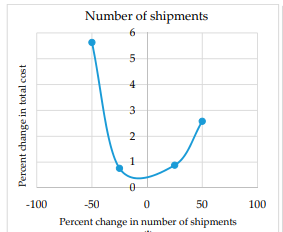 Number of shipments
Percent change in total cost
6
5
4
3
2
1
0
-100 -50 0 50 100
Percent change in number of shipments